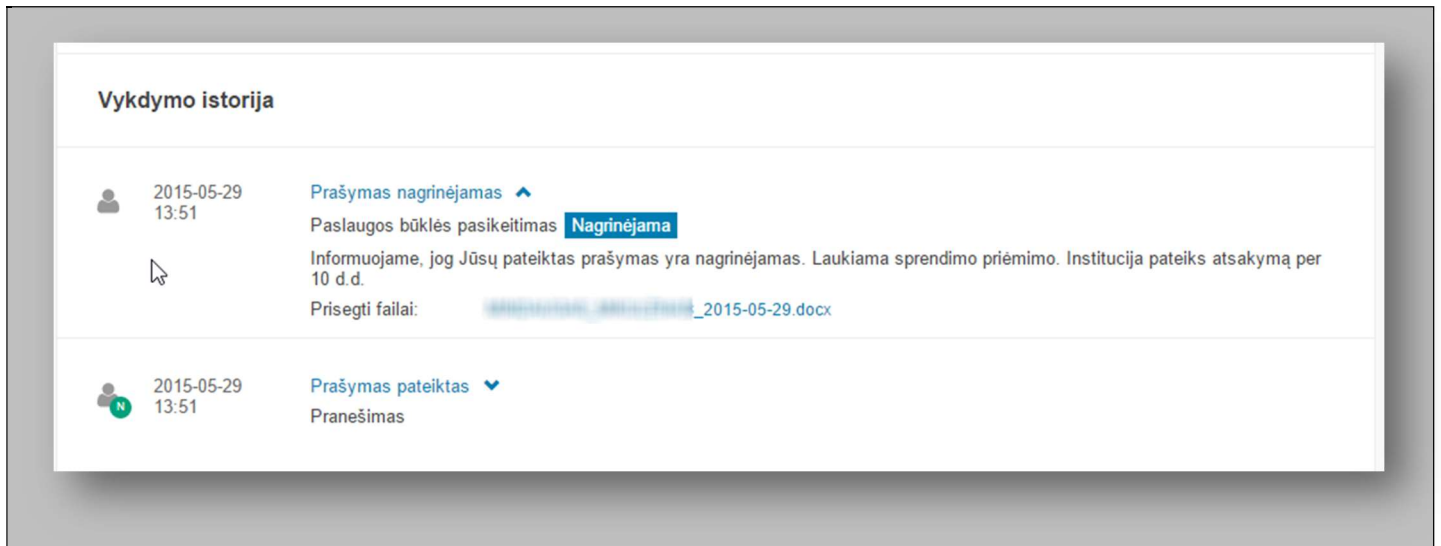 Vykdymo istorija
2015-05-29
13:51
Prašymas nagrinėjamas
Paslaugos būklės pasikeitimas Nagrinėjama
Informuojame, jog Jūsų pateiktas prašymas yra nagrinėjamas. Laukiama sprendimo priėmimo. Institucija pateiks atsakymą per
10 d.d.
Prisegti failai: _2015-05-29.docx
N
2015-05-29
13:51
Prašymas pateiktas
Pranešimas